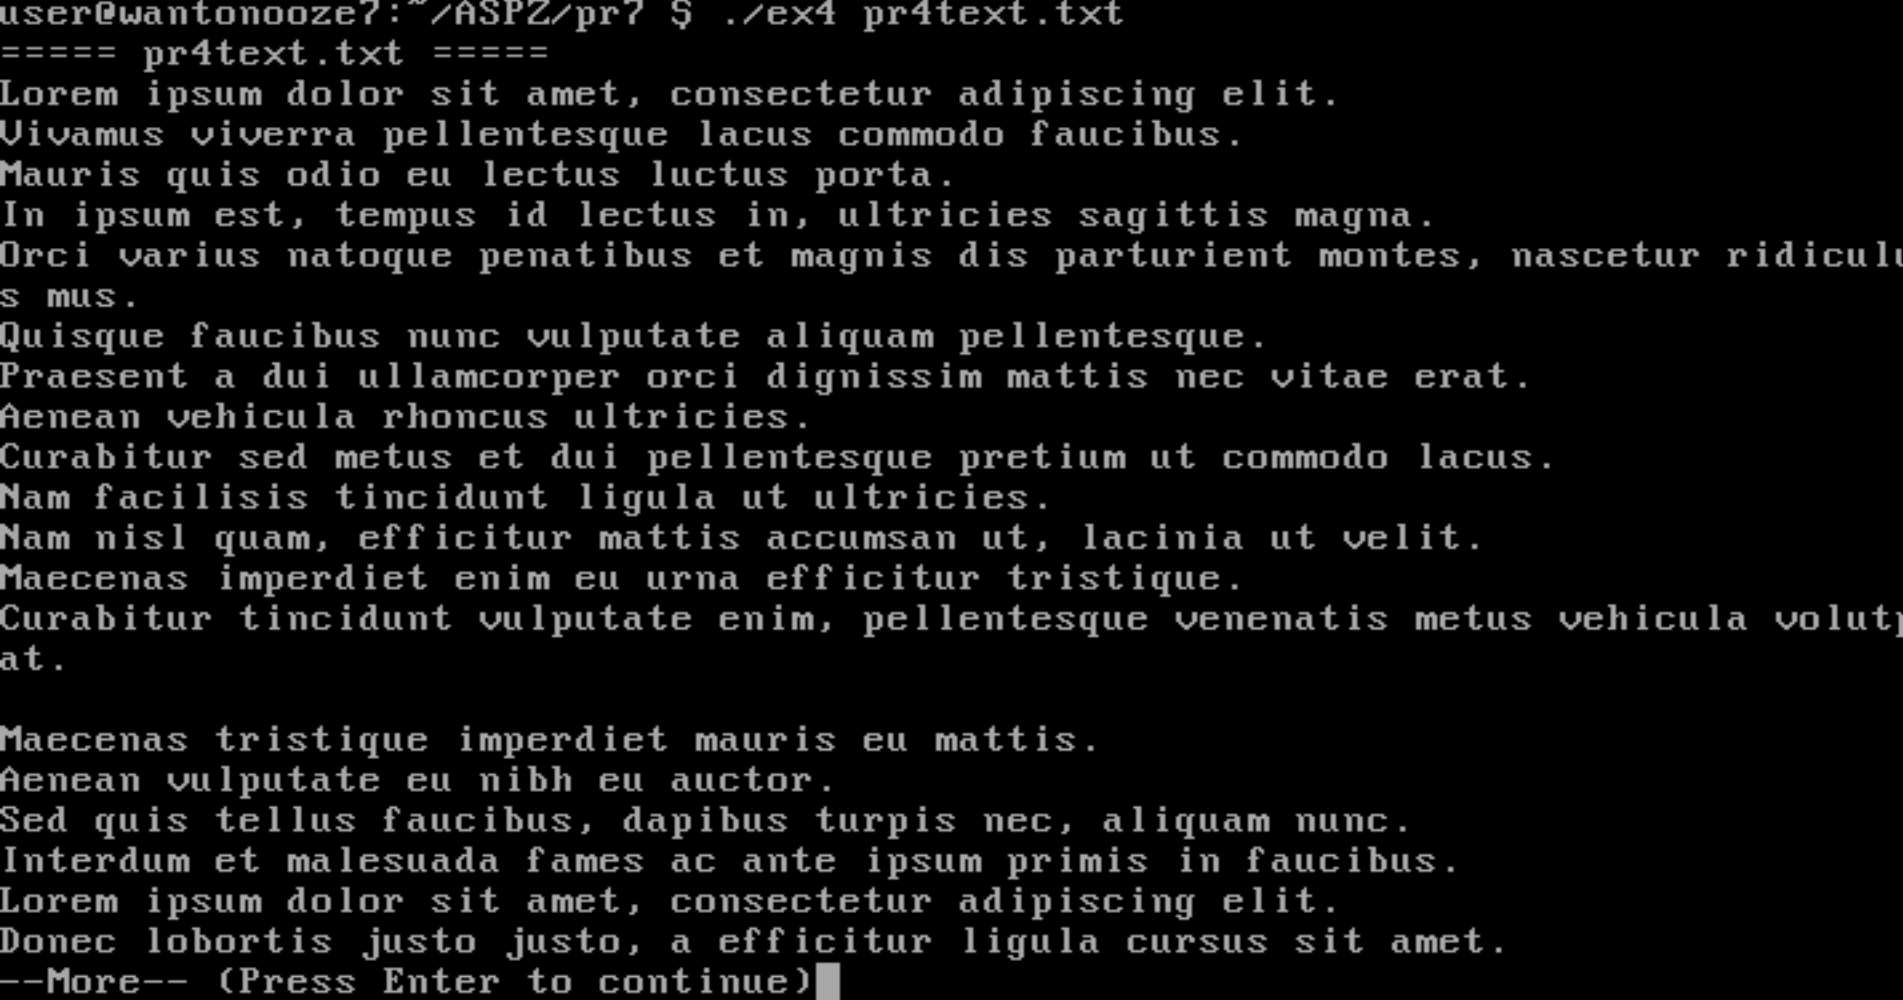 user@wantonooze7:~/ASPZ/pr7 $ ./ex4 pr4text.txt
===== pr4text.txt =====
Lorem ipsum dolor sit amet, consectetur adipiscing elit.
Vivamus viverra pellentesque lacus commodo faucibus.
Mauris quis odio eu lectus luctus porta.
In ipsum est, tempus id lectus in, ultricies sagittis magna.
Orci varius natoque penatibus et magnis dis parturient montes, nascetur ridiculu
s mus.
Quisque faucibus nunc vulputate aliquam pellentesque.
Praesent a dui ullamcorper orci dignissim mattis nec vitae erat.
Aenean vehicula rhoncus ultricies.
Curabitur sed metus et dui pellentesque pretium ut commodo lacus.
Nam facilisis tincidunt ligula ut ultricies.
Nam nisl quam, efficitur mattis accumsan ut, lacinia ut velit.
Maecenas imperdiet enim eu urna efficitur tristique.
Curabitur tincidunt vulputate enim, pellentesque venenatis metus vehicula volutp
at.
Maecenas tristique imperdiet mauris eu mattis.
Aenean vulputate eu nibh eu auctor.
Sed quis tellus faucibus, dapibus turpis nec, aliquam nunc.
Interdum et malesuada fames ac ante ipsum primis in faucibus.
Lorem ipsum dolor sit amet, consectetur adipiscing elit.
Donec lobortis justo justo, a efficitur ligula cursus sit amet.
--More-- (Press Enter to continue)